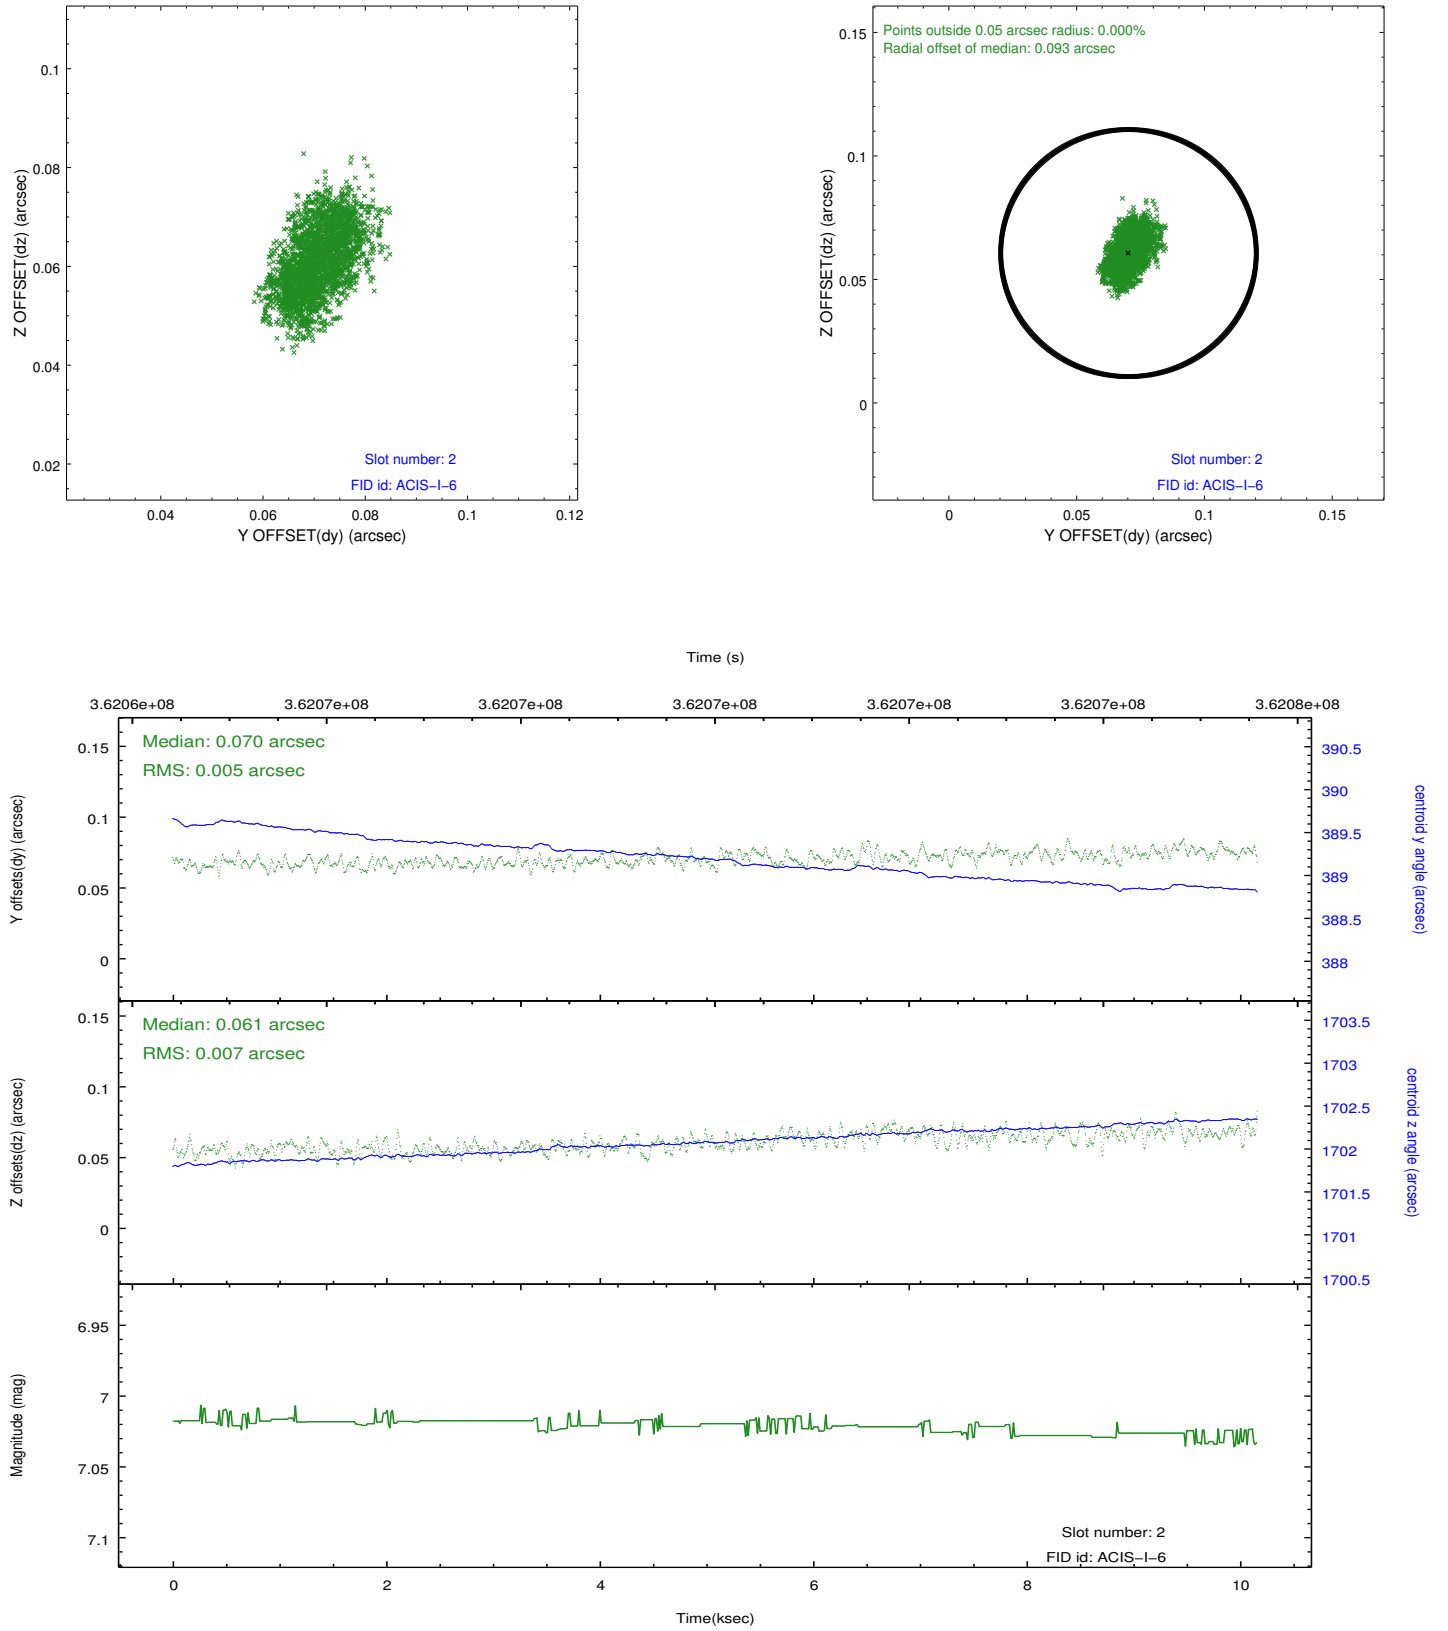 0.1
0.08
0.06
0.04
0.02
Z OFFSET(dz) (arcsec)
Slot number: 2
FID id: ACIS−I−6
0.04 0.06 0.08 0.1 0.12
Y OFFSET(dy) (arcsec)
Points outside 0.05 arcsec radius: 0.000%
Radial offset of median: 0.093 arcsec
0.15
0.1
0.05
0
Z OFFSET(dz) (arcsec)
Slot number: 2
FID id: ACIS−I−6
0 0.05 0.1 0.15
Y OFFSET(dy) (arcsec)
Time (s)
3.6206e+08 3.6207e+08 3.6207e+08 3.6207e+08 3.6207e+08 3.6207e+08 3.6208e+08
Median: 0.070 arcsec
RMS: 0.005 arcsec
0.15
0.1
0.05
0
Y offsets(dy) (arcsec)
390.5
390
389.5
389
388.5
388
centroid y angle (arcsec)
Median: 0.061 arcsec
RMS: 0.007 arcsec
0.15
0.1
0.05
0
Z offsets(dz) (arcsec)
1703.5
1703
1702.5
1702
1701.5
1701
1700.5
centroid z angle (arcsec)
6.95
7
7.05
7.1
Magnitude (mag)
Slot number: 2
FID id: ACIS−I−6
0 2 4 6 8 10
Time(ksec)